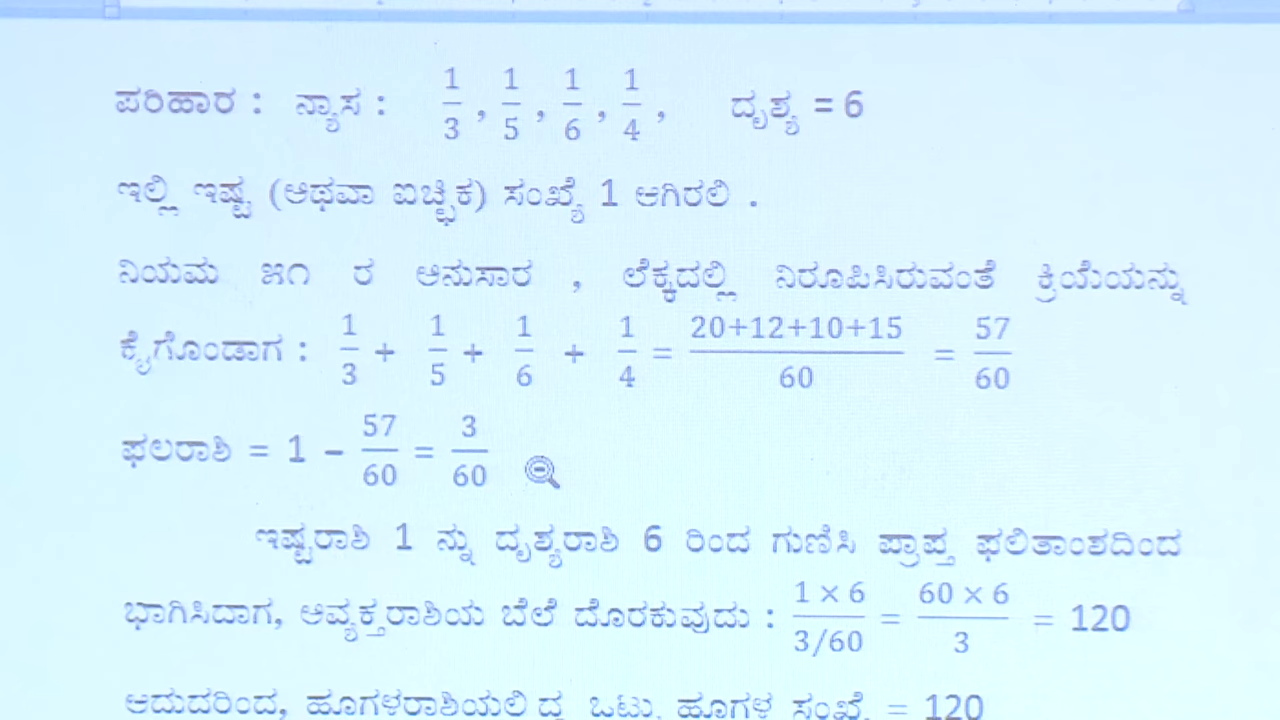 ಪರಿಹಾರ : ನ್ಯಾಸ : 1/3 , 1/5 , 1/6 , 1/4 , ದೃಶ್ಯ = 6
ಇಲ್ಲಿ ಇಷ್ಟ (ಅಥವಾ ಐಚ್ಛಿಕ) ಸಂಖ್ಯೆ 1 ಆಗಿರಲಿ .
ನಿಯಮ ೫೧ ರ ಅನುಸಾರ , ಲೆಕ್ಕದಲ್ಲಿ ನಿರೂಪಿಸಿರುವಂತೆ ಕ್ರಿಯೆಯನ್ನು
ಕೈಗೊಂಡಾಗ : 1/3 + 1/5 + 1/6 + 1/4 = 20+12+10+15/60 = 57/60
ಫಲರಾಶಿ = 1 – 57/60 = 3/60
ಇಷ್ಟರಾಶಿ 1 ನ್ನು ದೃಶ್ಯರಾಶಿ 6 ರಿಂದ ಗುಣಿಸಿ ಪ್ರಾಪ್ತ ಫಲಿತಾಂಶದಿಂದ
ಭಾಗಿಸಿದಾಗ, ಅವ್ಯಕ್ತರಾಶಿಯ ಬೆಲೆ ದೊರಕುವುದು : 1 × 6/3/60 = 60 × 6/3 = 120
ಆದುದರಿಂದ, ಹೂಗಳರಾಶಿಯಲ್ಲಿದ್ದ ಒಟ್ಟು ಹೂಗಳ ಸಂಖ್ಯೆ = 120